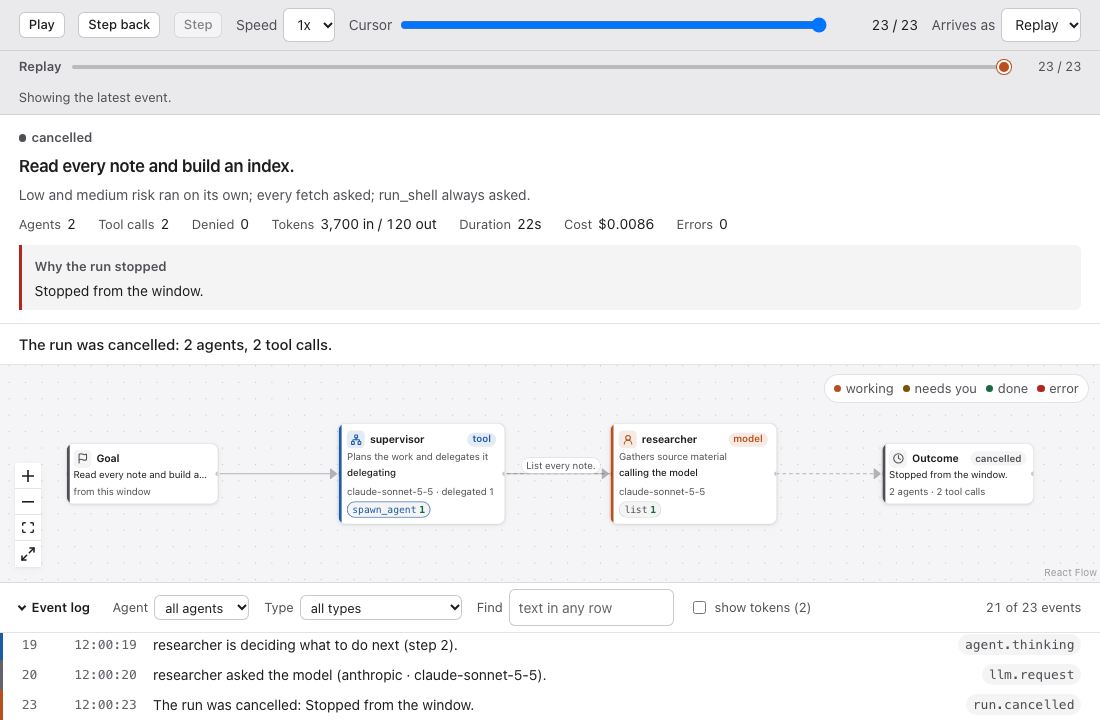 Play Step back Step Speed 1x Cursor 23 / 23 Arrives as Replay
Replay 23 / 23
Showing the latest event.
cancelled
Read every note and build an index.
Low and medium risk ran on its own; every fetch asked; run_shell always asked.
Agents 2 Tool calls 2 Denied 0 Tokens 3,700 in / 120 out Duration 22s Cost $0.0086 Errors 0
Why the run stopped
Stopped from the window.
The run was cancelled: 2 agents, 2 tool calls.
working needs you done error
Goal
Read every note and build a...
from this window
supervisor tool
Plans the work and delegates it
delegating
claude-sonnet-5-5 · delegated 1
spawn_agent 1
List every note.
researcher model
Gathers source material
calling the model
claude-sonnet-5-5
list 1
Outcome cancelled
Stopped from the window.
2 agents · 2 tool calls
React Flow
Event log Agent all agents Type all types Find text in any row show tokens (2) 21 of 23 events
19 12:00:19 researcher is deciding what to do next (step 2). agent.thinking
20 12:00:20 researcher asked the model (anthropic · claude-sonnet-5-5). llm.request
23 12:00:23 The run was cancelled: Stopped from the window. run.cancelled